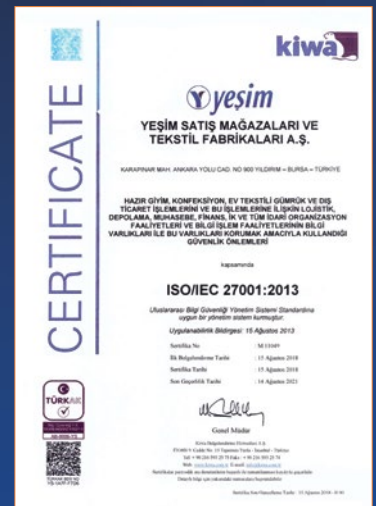 kiwa
CERTIFICATE
yeşim
YEŞİM SATIŞ MAĞAZALARI VE
TEKSTİL FABRİKALARI A.Ş.
KARAPINAR MAH. ANKARA YOLU CAD. NO 900 YILDIRIM – BURSA – TÜRKİYE
HAZIR GİYİM, KONFEKSİYON, EV TEKSTİLİ GÜMRÜK VE DIŞ
TİCARET İŞLEMLERİNİ VE BU İŞLEMLERİNE İLİŞKİN LOJİSTİK,
DEPOLAMA, MUHASEBE, FİNANS, İK VE TÜM İDARİ ORGANİZASYON
FAALİYETLERİ VE BİLGİ İŞLEM FAALİYETLERİNİN BİLGİ
VARLIKLARI İLE BU VARLIKLARI KORUMAK AMACIYLA KULLANDIĞI
GÜVENLİK ÖNLEMLERİ
kapsamında
ISO/IEC 27001:2013
Uluslararası Bilgi Güvenliği Yönetim Sistemi Standardına
uygun bir yönetim sistem kurmuştur.
Uygulanabilirlik Bildirgesi: 15 Ağustos 2013
Sertifika No :
İlk Belgelendirme Tarihi : 15 Ağustos 2018
Sertifika Tarihi : 15 Ağustos 2018
Son Geçerlilik Tarihi : 14 Ağustos 2021
Genel Müdür
TÜRKAK